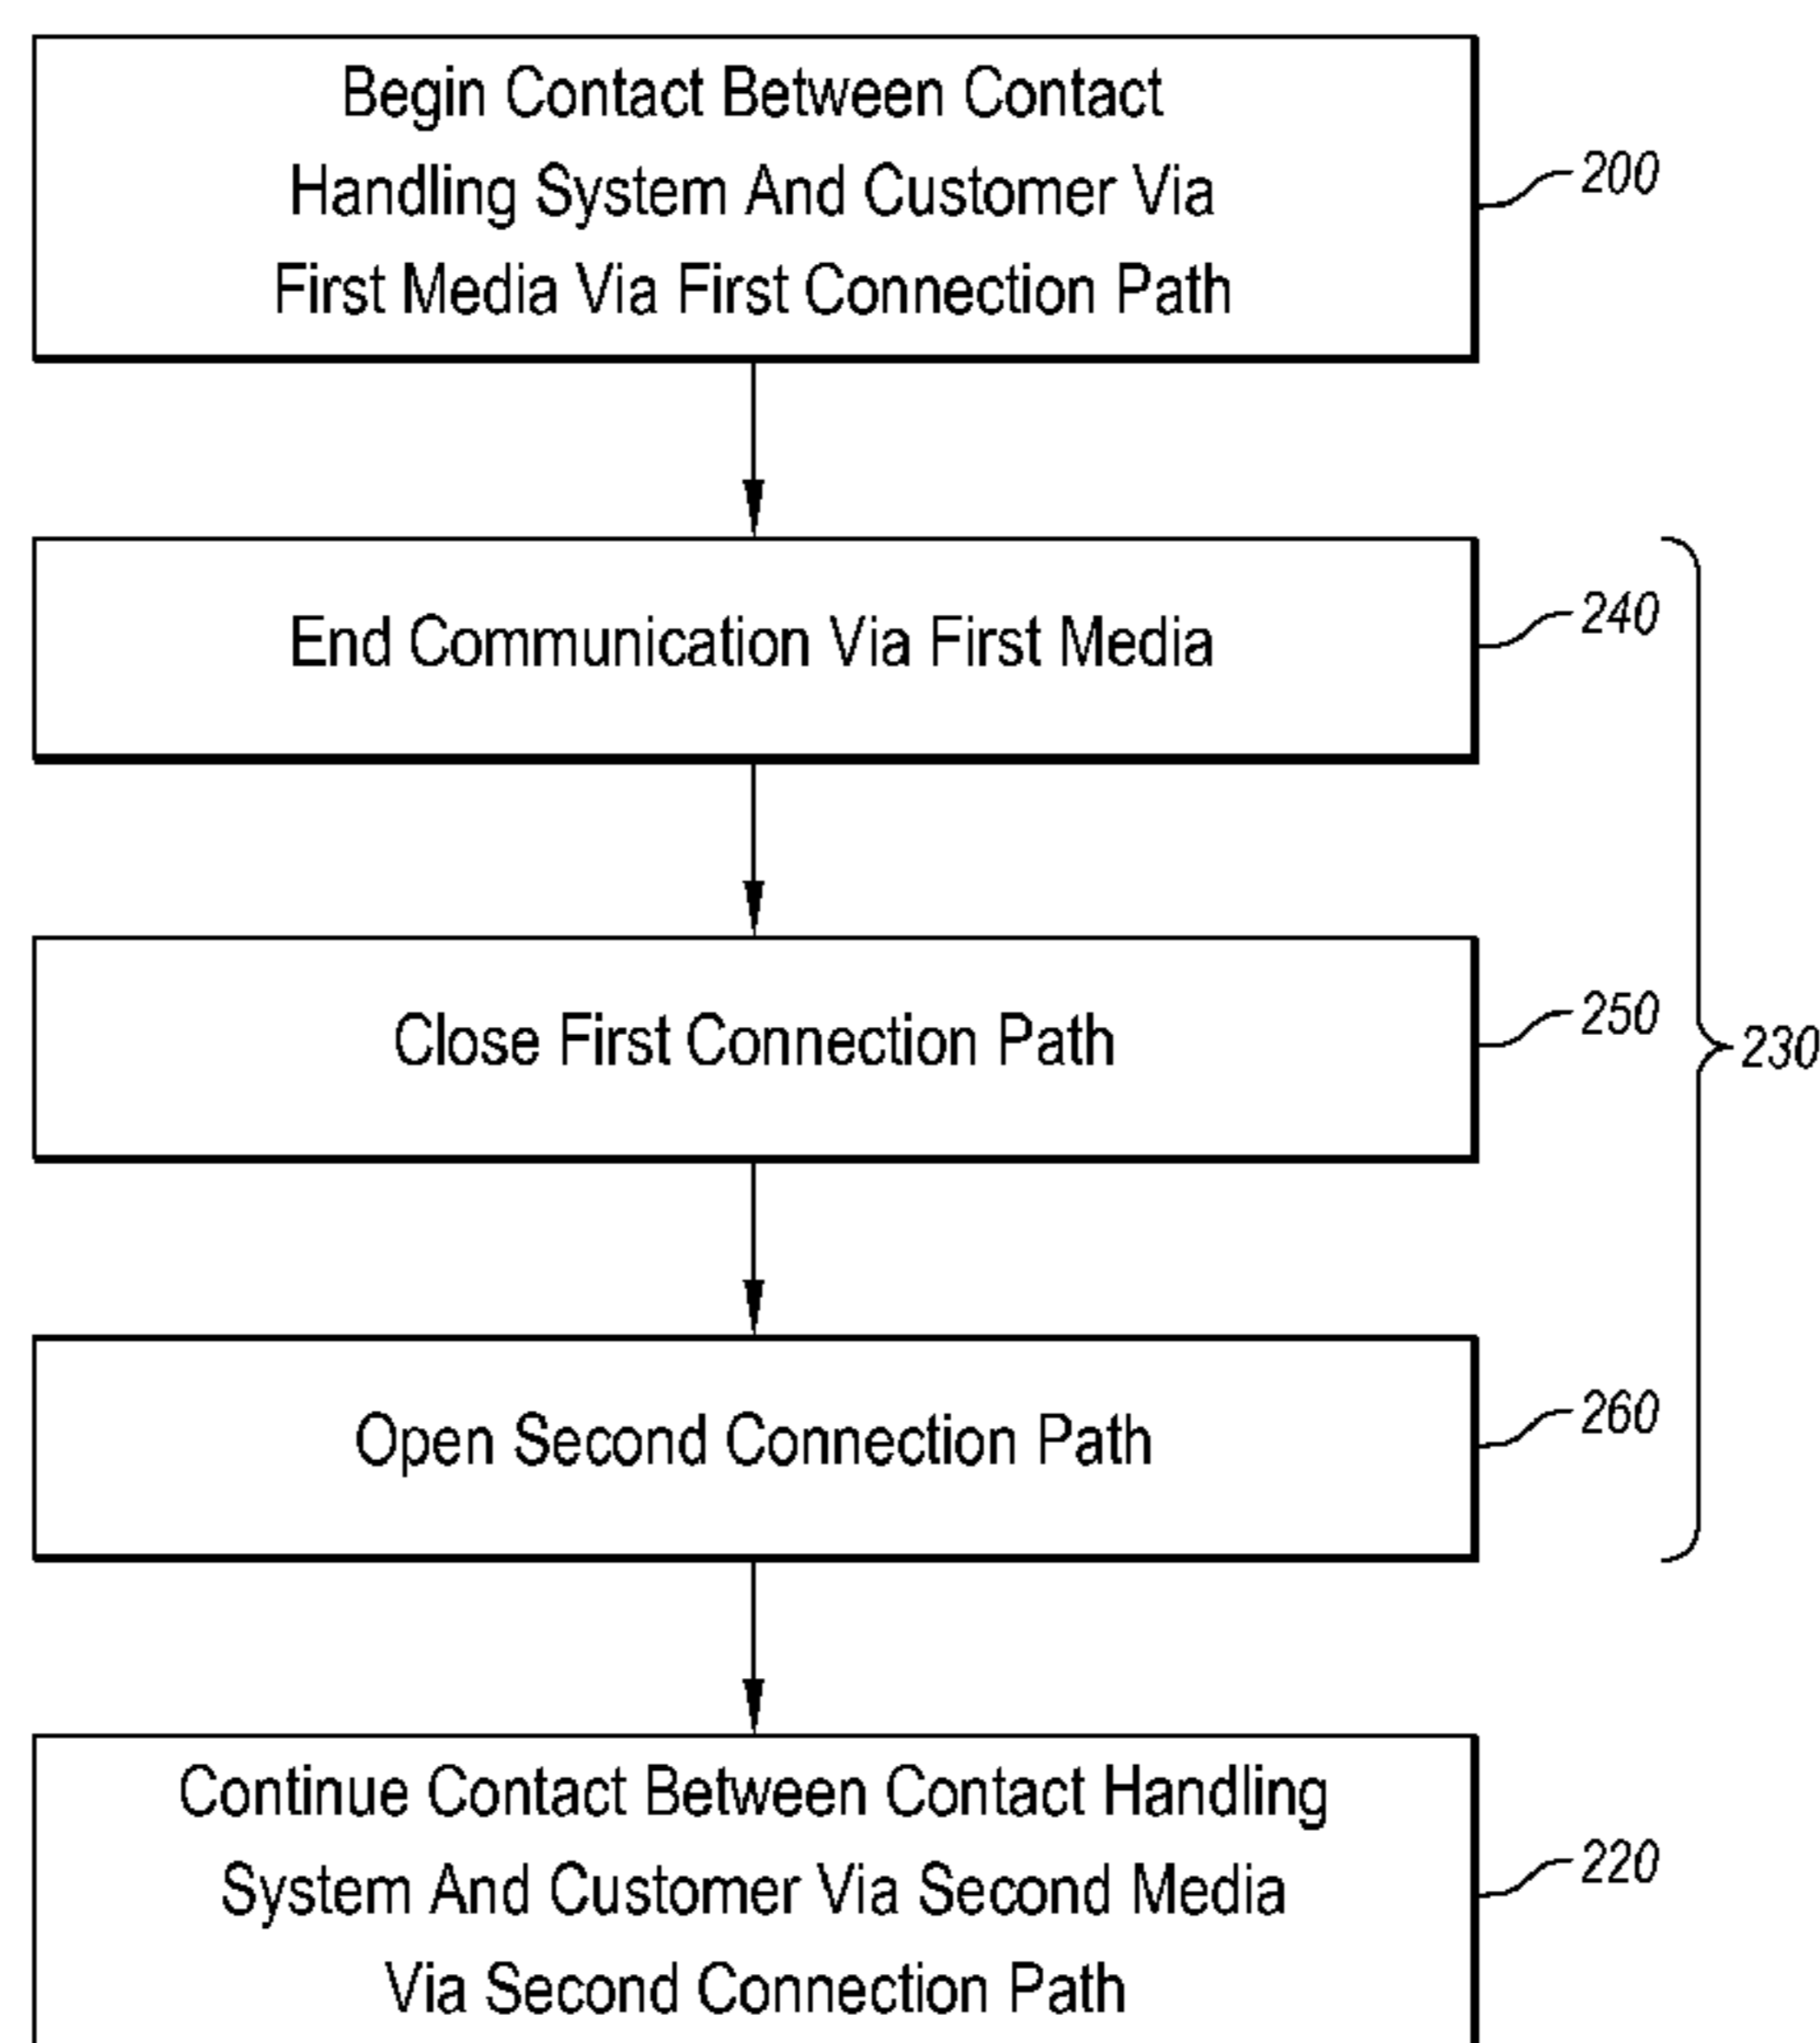 Begin Contact Between Contact
Handling System And Customer Via
First Media Via First Connection Path
200
End Communication Via First Media
240
Close First Connection Path
250
230
Open Second Connection Path
260
Continue Contact Between Contact Handling
System And Customer Via Second Media
Via Second Connection Path
220